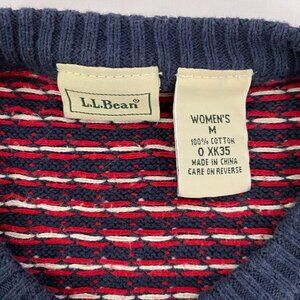 L.L.Bean®
WOMEN'S
M
100% COTTON
0 XK35
MADE IN CHINA
CARE ON REVERSE